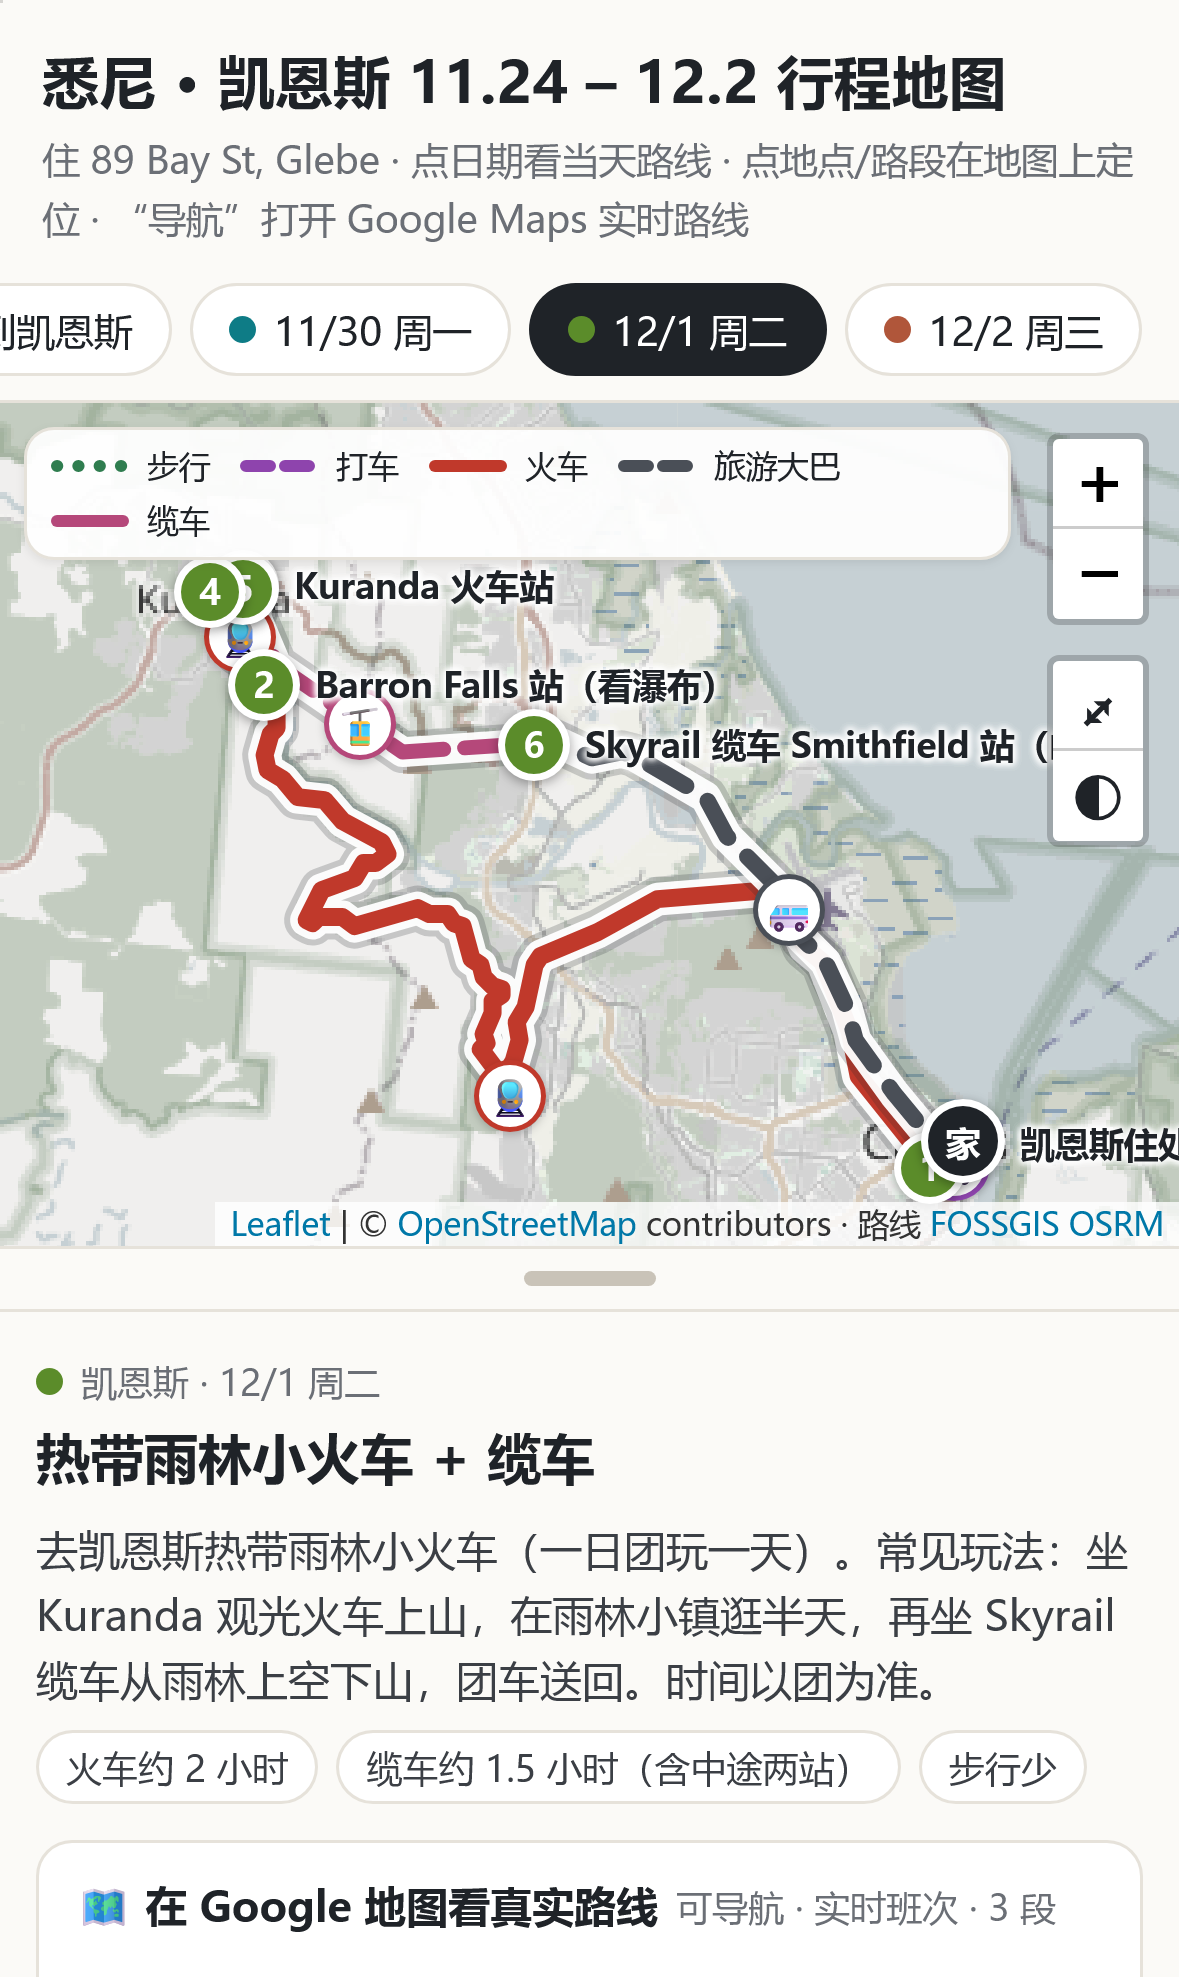 悉尼 · 凯恩斯 11.24 – 12.2 行程地图
住 89 Bay St, Glebe · 点日期看当天路线 · 点地点/路段在地图上定
位 · “导航”打开 Google Maps 实时路线
凯恩斯
11/30 周一
12/1 周二
12/2 周三
步行
打车
火车
旅游大巴
缆车
+
−
4
5
Kuranda 火车站
2
Barron Falls 站（看瀑布）
6
Skyrail 缆车 Smithfield 站（
家
凯恩斯住处
1
Leaflet | © OpenStreetMap contributors · 路线 FOSSGIS OSRM
凯恩斯 · 12/1 周二
热带雨林小火车 + 缆车
去凯恩斯热带雨林小火车（一日团玩一天）。常见玩法：坐
Kuranda 观光火车上山，在雨林小镇逛半天，再坐 Skyrail
缆车从雨林上空下山，团车送回。时间以团为准。
火车约 2 小时
缆车约 1.5 小时（含中途两站）
步行少
在 Google 地图看真实路线 可导航 · 实时班次 · 3 段